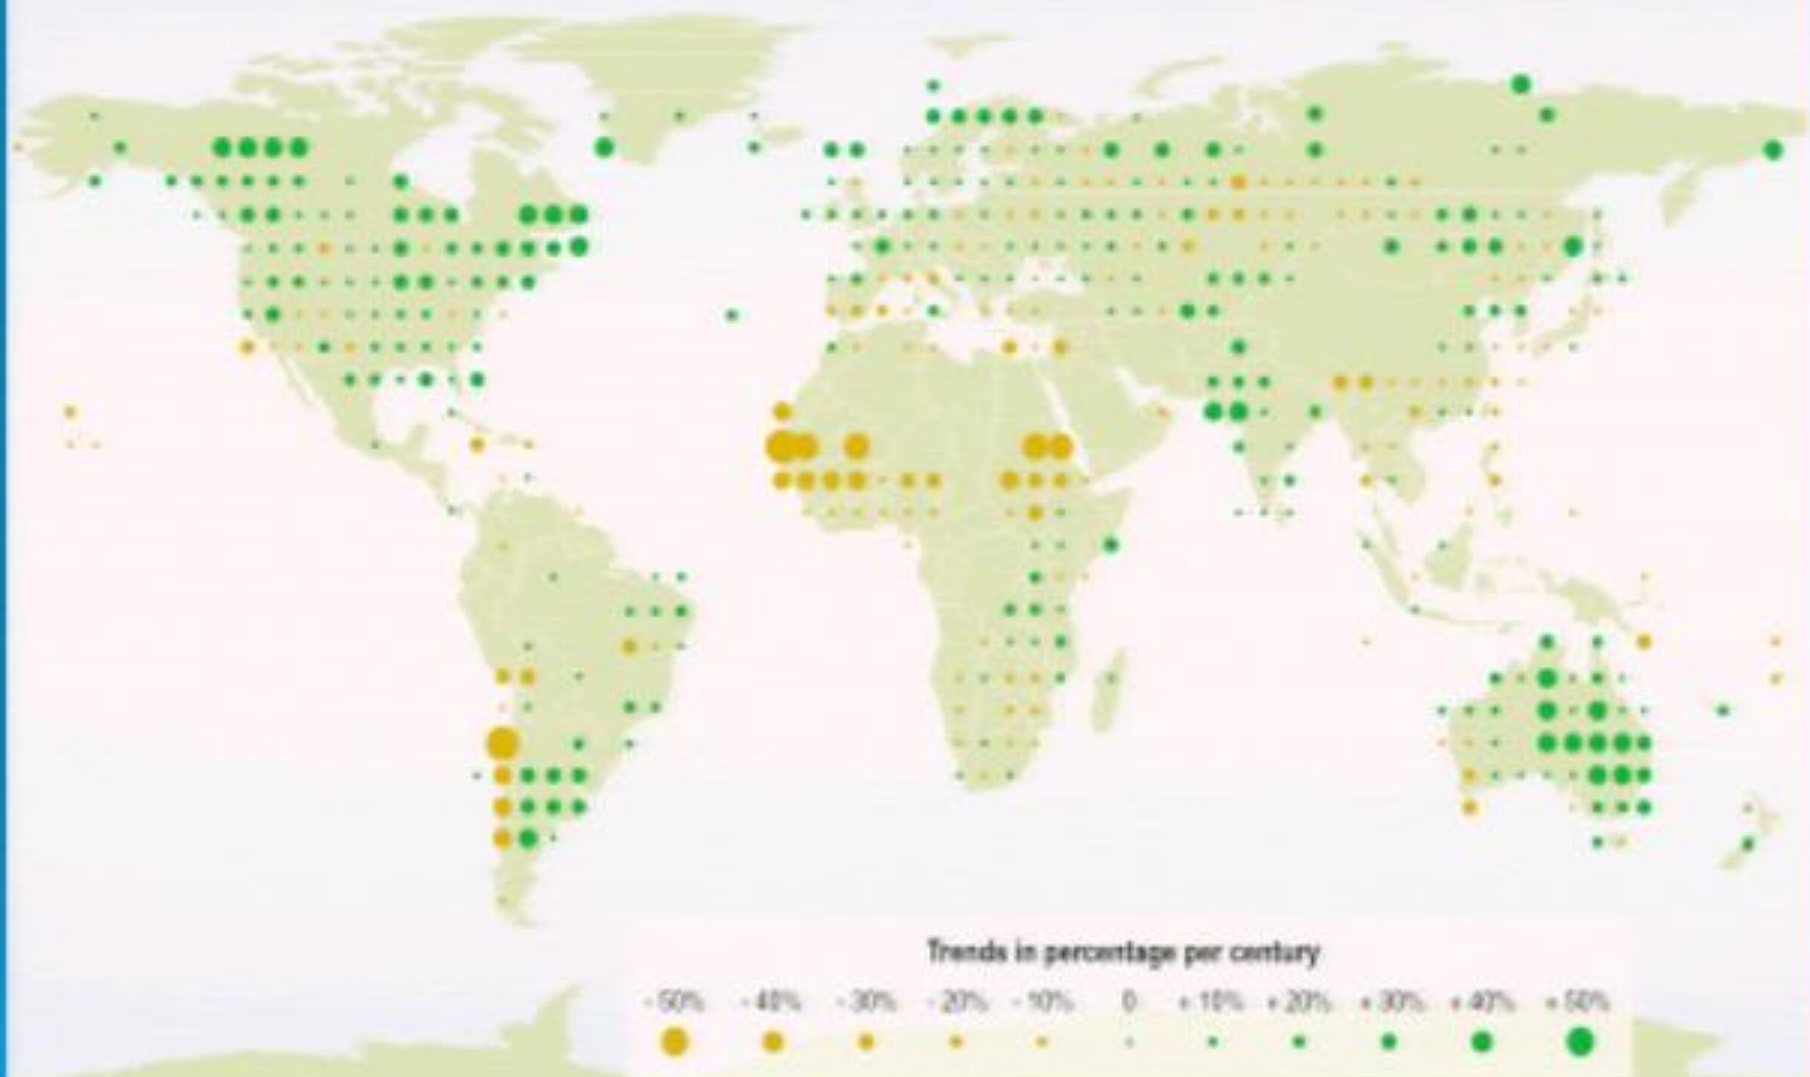 Trends in percentage per century
- 50% - 40% - 30% - 20% - 10% 0 + 10% + 20% + 30% + 40% + 50%